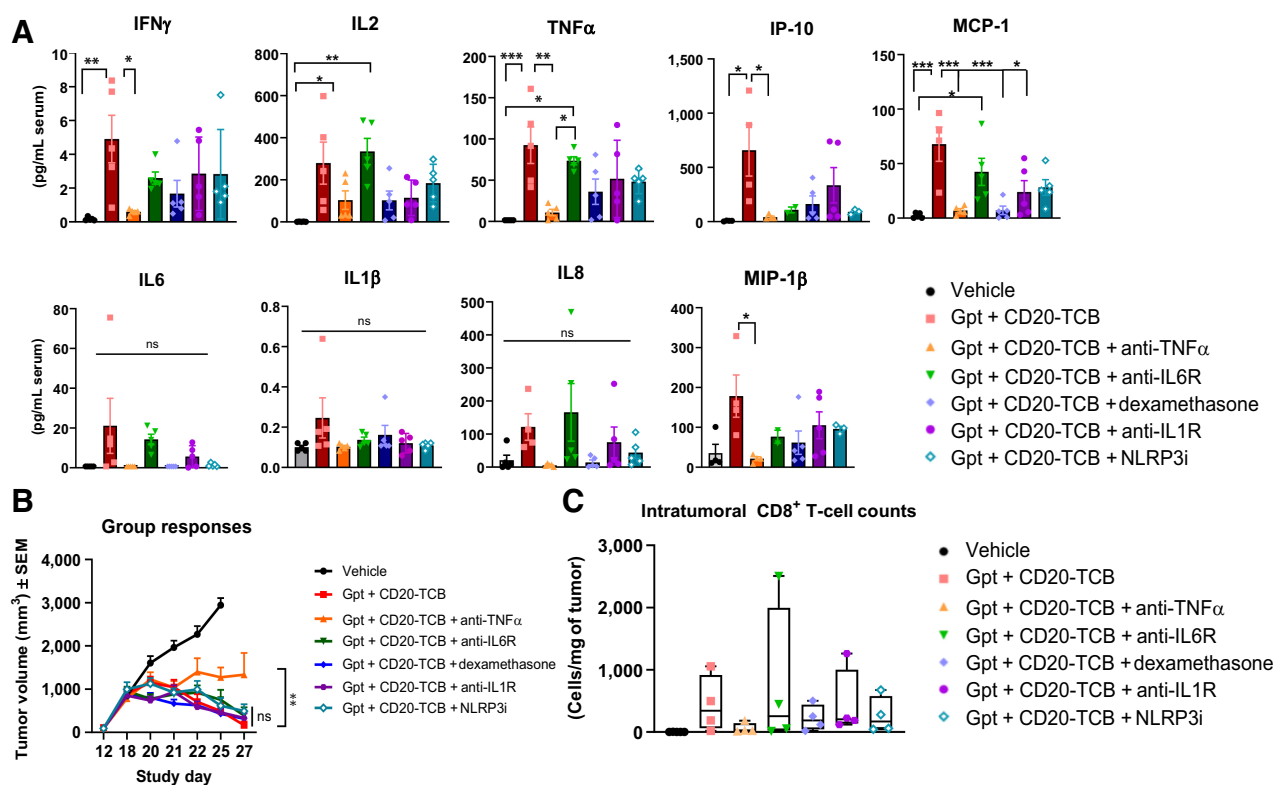 A
IFNγ
(pg/mL serum)
10
8
6
4
2
0
** *
IL2
800
600
400
200
0
**
*
TNFα
200
150
100
50
0
*** **
*
*
IP-10
1,500
1,000
500
0
* *
MCP-1
150
100
50
0
*** *** *** *
*
IL6
(pg/mL serum)
80
60
40
20
0
ns
IL1β
0.8
0.6
0.4
0.2
0.0
ns
IL8
500
400
300
200
100
0
ns
MIP-1β
400
300
200
100
0
*
Vehicle
Gpt + CD20-TCB
Gpt + CD20-TCB + anti-TNFα
Gpt + CD20-TCB + anti-IL6R
Gpt + CD20-TCB + dexamethasone
Gpt + CD20-TCB + anti-IL1R
Gpt + CD20-TCB + NLRP3i
B
Group responses
Tumor volume (mm³) ± SEM
4,000
3,000
2,000
1,000
0
12 18 20 21 22 25 27
Study day
ns
**
Vehicle
Gpt + CD20-TCB
Gpt + CD20-TCB + anti-TNFα
Gpt + CD20-TCB + anti-IL6R
Gpt + CD20-TCB + dexamethasone
Gpt + CD20-TCB + anti-IL1R
Gpt + CD20-TCB + NLRP3i
C
Intratumoral CD8⁺ T-cell counts
(Cells/mg of tumor)
3,000
2,000
1,000
0
Vehicle
Gpt + CD20-TCB
Gpt + CD20-TCB + anti-TNFα
Gpt + CD20-TCB + anti-IL6R
Gpt + CD20-TCB + dexamethasone
Gpt + CD20-TCB + anti-IL1R
Gpt + CD20-TCB + NLRP3i